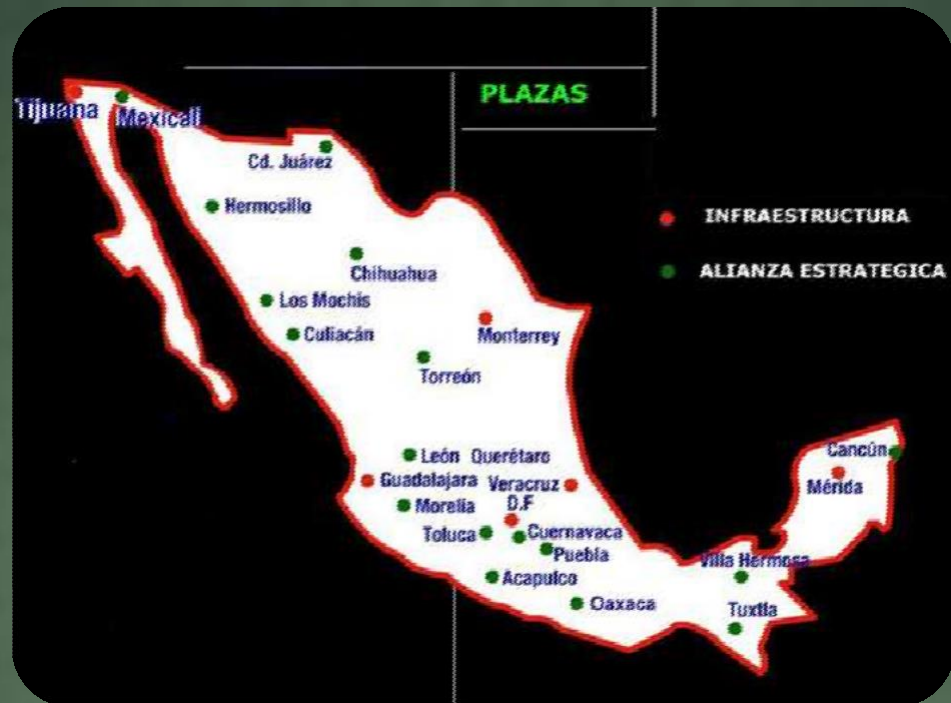 PLAZAS
Tijuana
Mexicali
Cd. Juárez
INFRAESTRUCTURA
Hermosillo
ALIANZA ESTRATEGICA
Chihuahua
Los Mochis
Culiacán
Monterrey
Torreón
León Querétaro
Cancún
Guadalajara Veracruz
Mérida
Morelia D.F
Toluca Cuernavaca
Puebla
Villa Hermosa
Acapulco
Oaxaca
Tuxtla